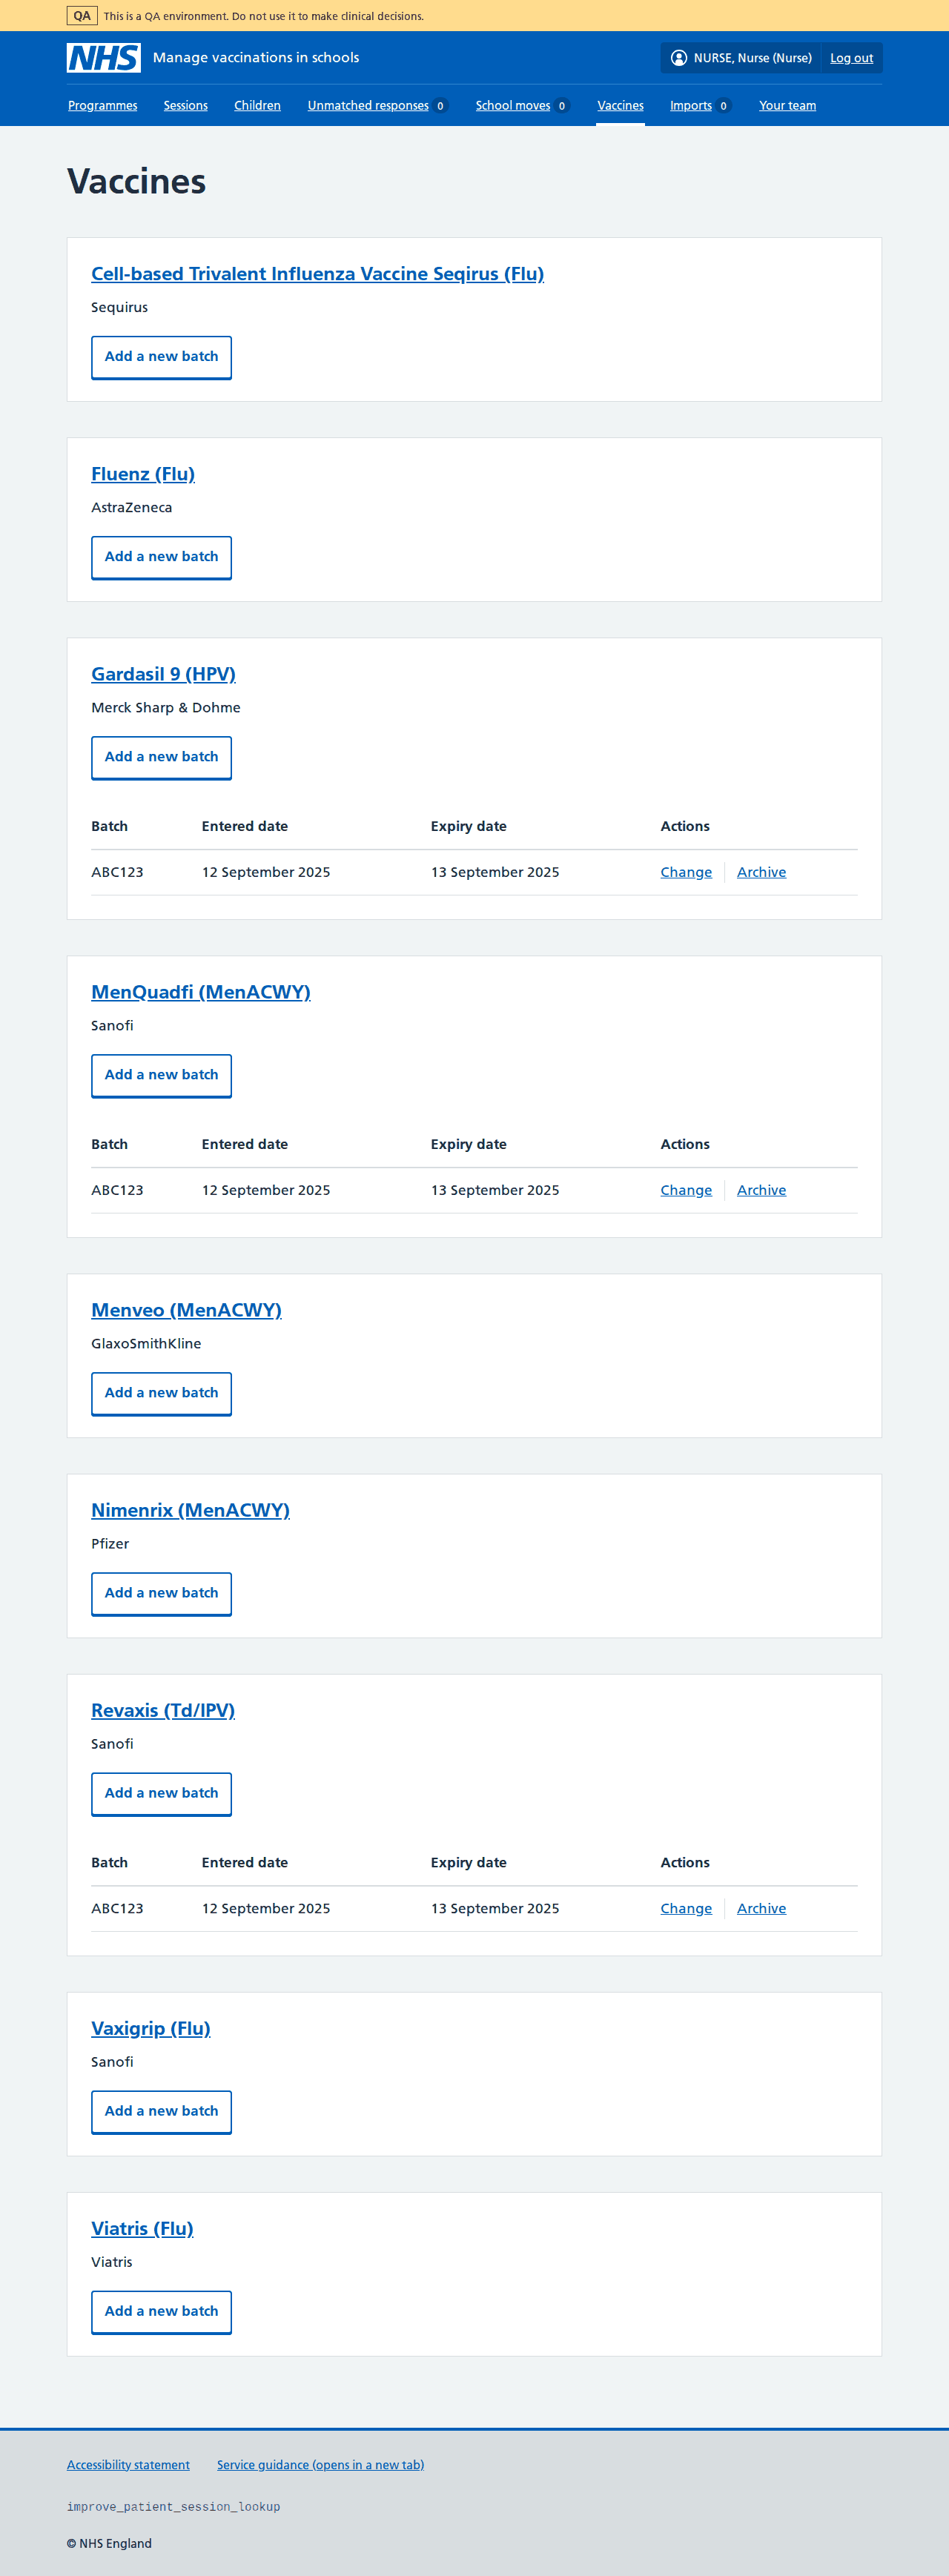 QA This is a QA environment. Do not use it to make clinical decisions.
NHS Manage vaccinations in schools NURSE, Nurse (Nurse) Log out
Programmes Sessions Children Unmatched responses 0 School moves 0 Vaccines Imports 0 Your team
Vaccines
Cell-based Trivalent Influenza Vaccine Seqirus (Flu)
Sequirus
Add a new batch
Fluenz (Flu)
AstraZeneca
Add a new batch
Gardasil 9 (HPV)
Merck Sharp & Dohme
Add a new batch
Batch Entered date Expiry date Actions
ABC123 12 September 2025 13 September 2025 Change Archive
MenQuadfi (MenACWY)
Sanofi
Add a new batch
Batch Entered date Expiry date Actions
ABC123 12 September 2025 13 September 2025 Change Archive
Menveo (MenACWY)
GlaxoSmithKline
Add a new batch
Nimenrix (MenACWY)
Pfizer
Add a new batch
Revaxis (Td/IPV)
Sanofi
Add a new batch
Batch Entered date Expiry date Actions
ABC123 12 September 2025 13 September 2025 Change Archive
Vaxigrip (Flu)
Sanofi
Add a new batch
Viatris (Flu)
Viatris
Add a new batch
Accessibility statement Service guidance (opens in a new tab)
improve_patient_session_lookup
© NHS England